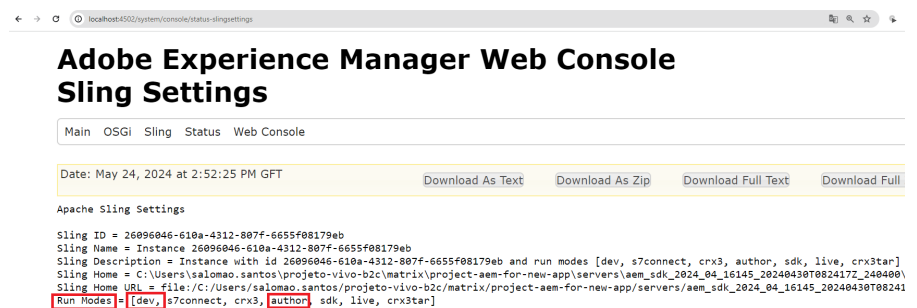 localhost:4502/system/console/status-slingsettings
Adobe Experience Manager Web Console
Sling Settings
Main OSGi Sling Status Web Console
Date: May 24, 2024 at 2:52:25 PM GFT Download As Text Download As Zip Download Full Text Download Full
Apache Sling Settings
Sling ID = 26096046-610a-4312-807f-6655f08179eb
Sling Name = Instance 26096046-610a-4312-807f-6655f08179eb
Sling Description = Instance with id 26096046-610a-4312-807f-6655f08179eb and run modes [dev, s7connect, crx3, author, sdk, live, crx3tar]
Sling Home = C:\Users\salomao.santos\projeto-vivo-b2c\matrix\project-aem-for-new-app\servers\aem_sdk_2024_04_16145_20240430T082417Z_240400\
Sling Home URL = file:/C:/Users/salomao.santos/projeto-vivo-b2c/matrix/project-aem-for-new-app/servers/aem_sdk_2024_04_16145_20240430T08241
Run Modes = [dev, s7connect, crx3, author, sdk, live, crx3tar]